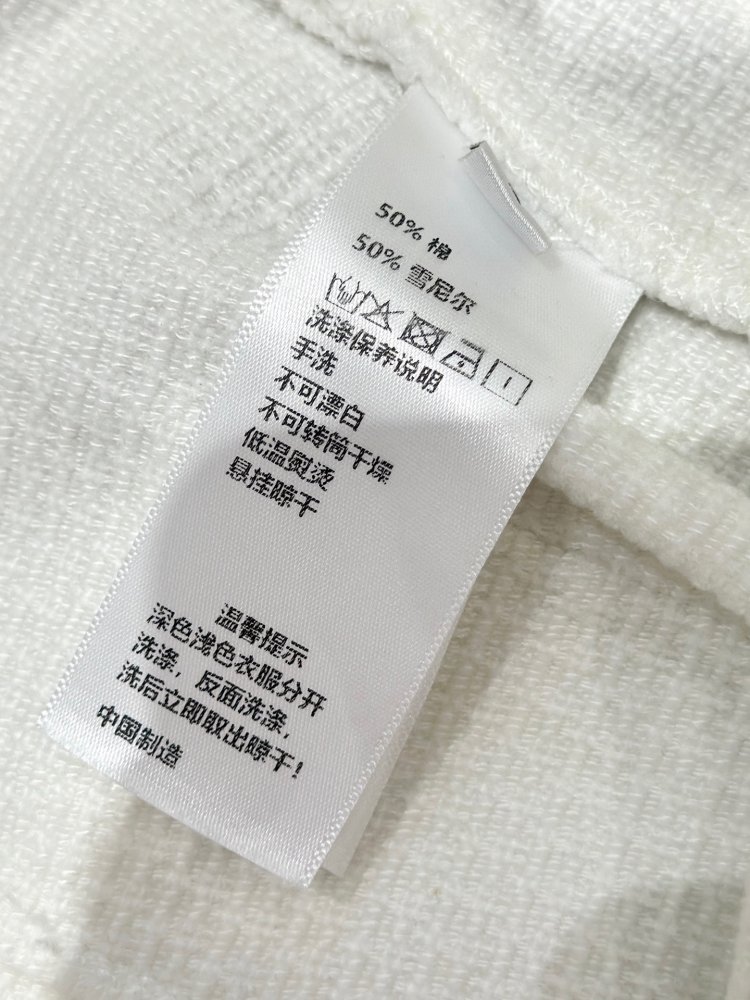 50% 棉
50% 雪尼尔
洗涤保养说明
手洗
不可漂白
不可转筒干燥
低温熨烫
悬挂晾干
温馨提示
深色浅色衣服分开
洗涤，反面洗涤，
洗后立即取出晾干！
中国制造